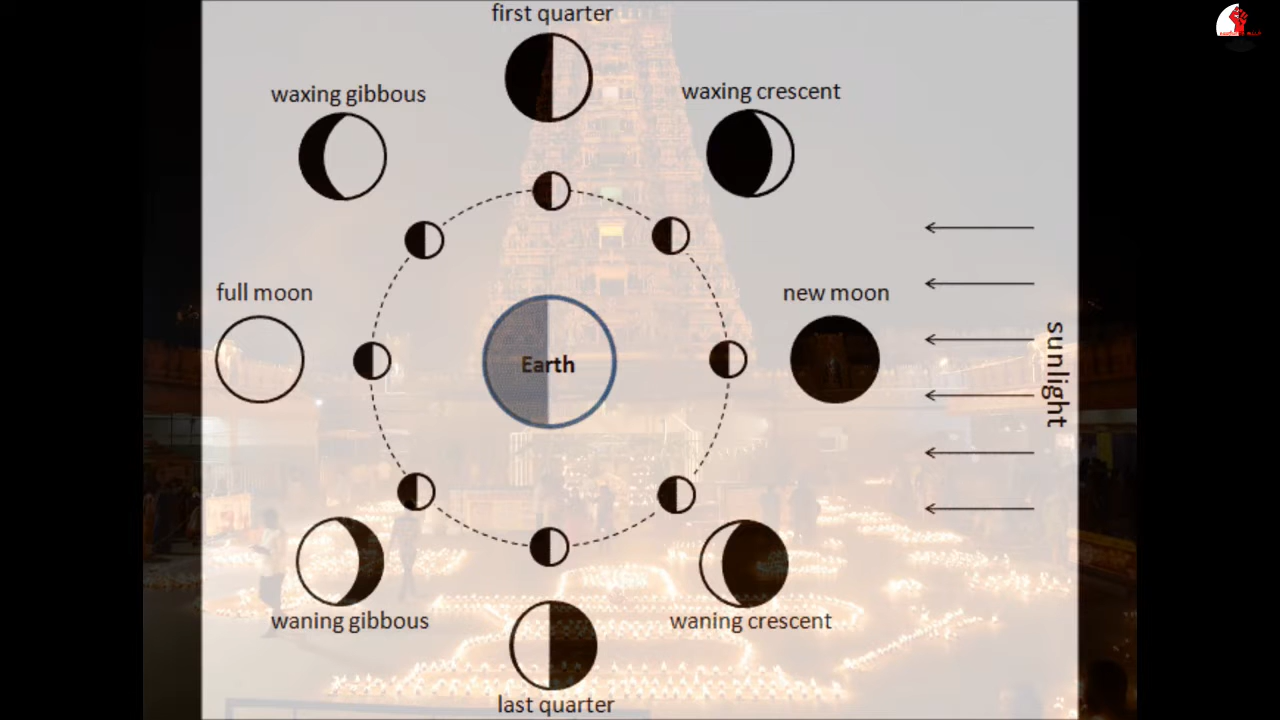 first quarter
waxing gibbous
waxing crescent
full moon
new moon
Earth
sunlight
waning gibbous
waning crescent
last quarter